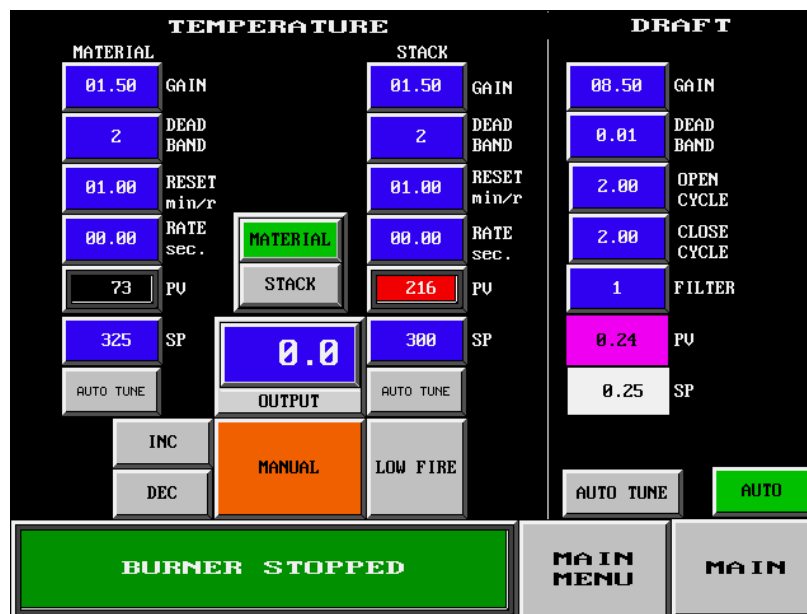 TEMPERATURE
DRAFT
MATERIAL
STACK
01.50 GAIN
01.50 GAIN
08.50 GAIN
2 DEAD BAND
2 DEAD BAND
0.01 DEAD BAND
01.00 RESET min/r
01.00 RESET min/r
2.00 OPEN CYCLE
00.00 RATE sec.
MATERIAL
00.00 RATE sec.
2.00 CLOSE CYCLE
73 PV
STACK
216 PV
1 FILTER
325 SP
0.0
300 SP
0.24 PV
AUTO TUNE
OUTPUT
AUTO TUNE
0.25 SP
INC
DEC
MANUAL
LOW FIRE
AUTO TUNE
AUTO
BURNER STOPPED
MAIN MENU
MAIN